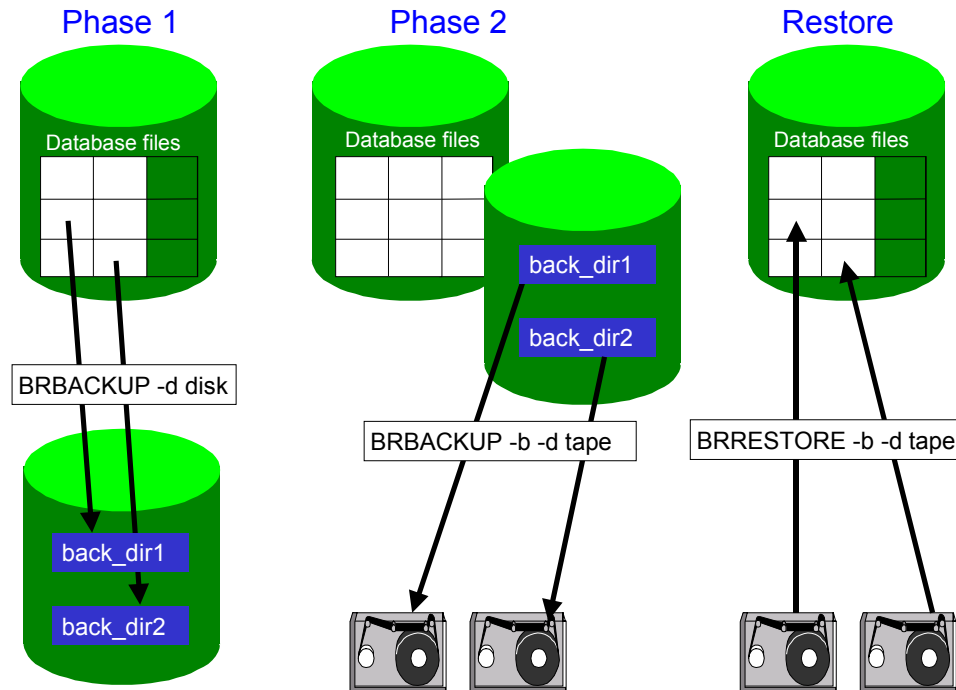 Phase 1
Phase 2
Restore
Database files
Database files
Database files
back_dir1
back_dir2
BRBACKUP -d disk
BRBACKUP -b -d tape
BRRESTORE -b -d tape
back_dir1
back_dir2